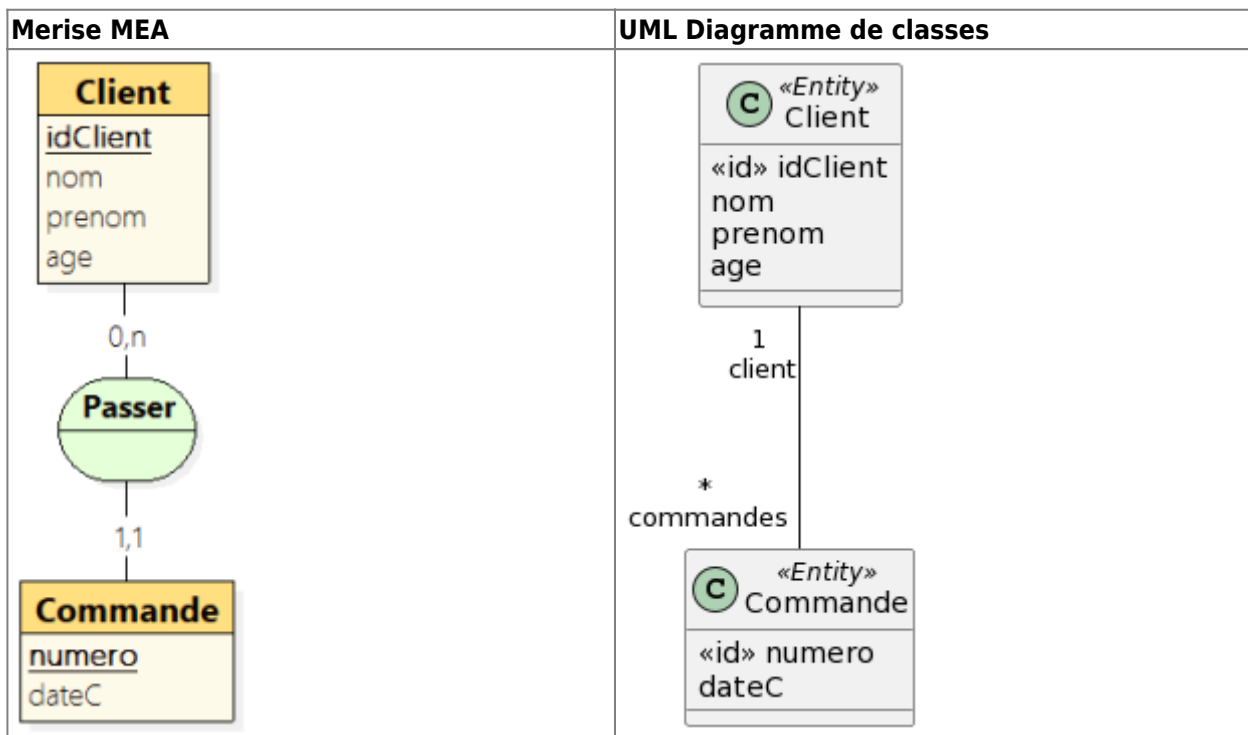 Merise MEA
UML Diagramme de classes
Client
idClient
nom
prenom
age
0,n
Passer
1,1
Commande
numero
dateC
C
«Entity»
Client
«id» idClient
nom
prenom
age
1
client
*
commandes
C
«Entity»
Commande
«id» numero
dateC